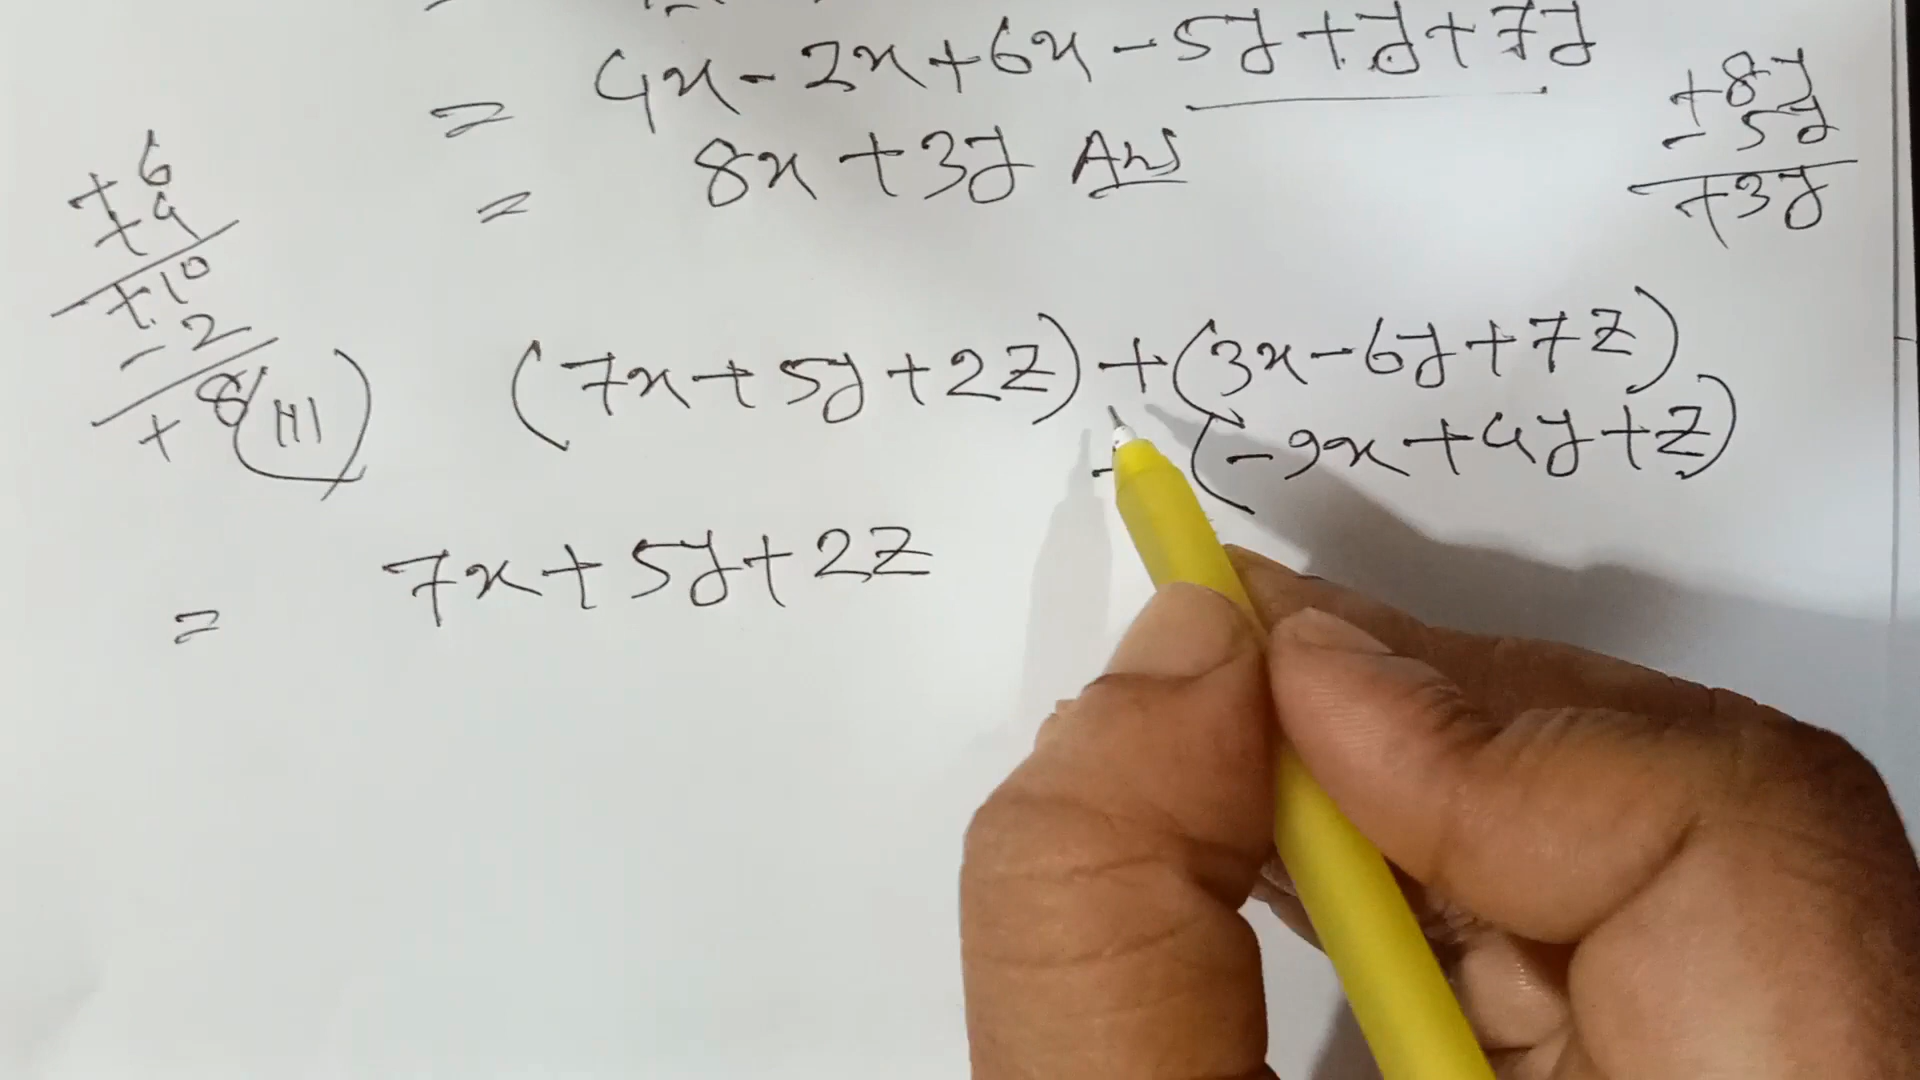 = 4x - 2x + 6x - 5y + y + 7y
= 8x + 3y Ans
+8y
- 5y
+3y
+6
+4
+10
- 2
+8
(III) (7x + 5y + 2z) + (3x - 6y + 7z)
(-9x + 4y + z)
= 7x + 5y + 2z